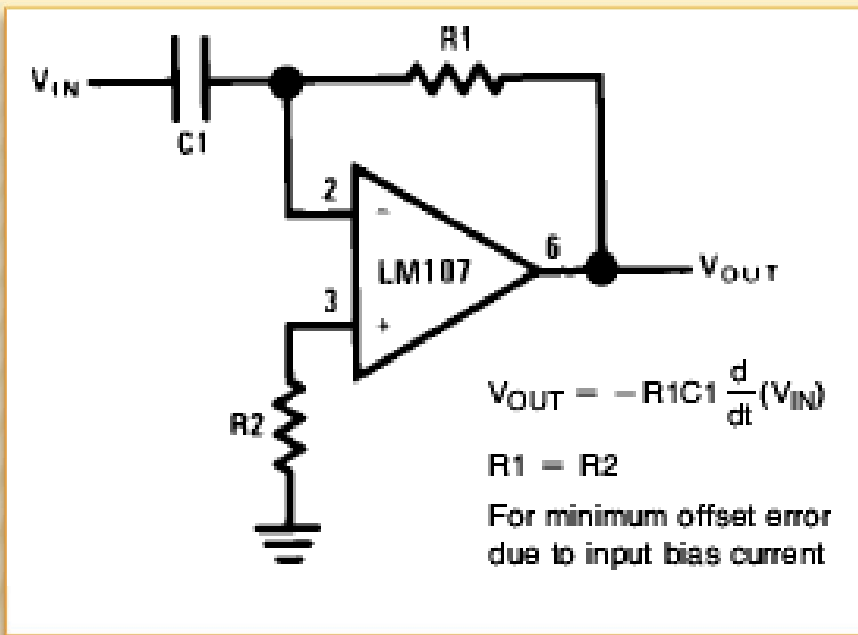 R1
VIN
C1
2
-
6
LM107
VOUT
3
+
R2
VOUT = -R1C1 d/dt (VIN)
R1 = R2
For minimum offset error
due to input bias current